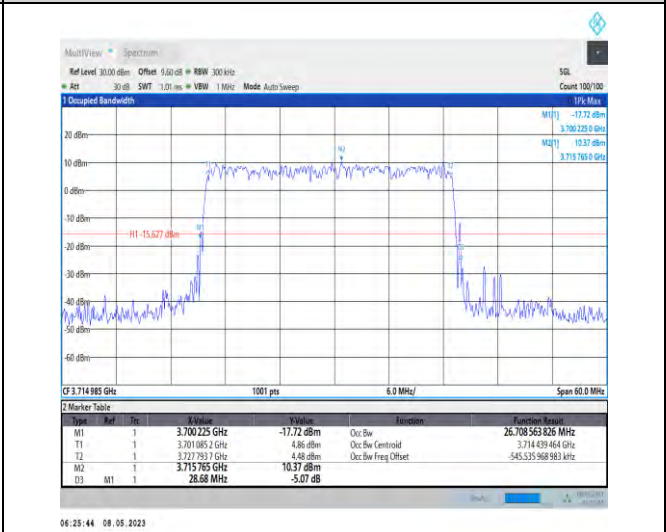 MultiView Spectrum
Ref Level 30.00 dBm Offset 9.60 dB RBW 300 kHz SGL
Att 30 dB SWT 1.01 ms VBW 1 MHz Mode Auto Sweep Count 100/100
1 Occupied Bandwidth 1Pk Max
M1[1] -17.72 dBm
3.700 225 0 GHz
20 dBm M2[1] 10.37 dBm
3.715 765 0 GHz
M2
10 dBm T1 T2
0 dBm
-10 dBm
M1
H1 -15.627 dBm
-20 dBm
-30 dBm
-40 dBm
-50 dBm
-60 dBm
CF 3.714 985 GHz 1001 pts 6.0 MHz/ Span 60.0 MHz
2 Marker Table
Type Ref Trc X-Value Y-Value Function Function Result
M1 1 3.700 225 GHz -17.72 dBm Occ Bw 26.708 563 826 MHz
T1 1 3.701 085 2 GHz 4.86 dBm Occ Bw Centroid 3.714 439 464 GHz
T2 1 3.727 793 7 GHz 4.48 dBm Occ Bw Freq Offset -545.535 968 983 kHz
M2 1 3.715 765 GHz 10.37 dBm
D3 M1 1 28.68 MHz -5.07 dB
06:25:44 08.05.2023